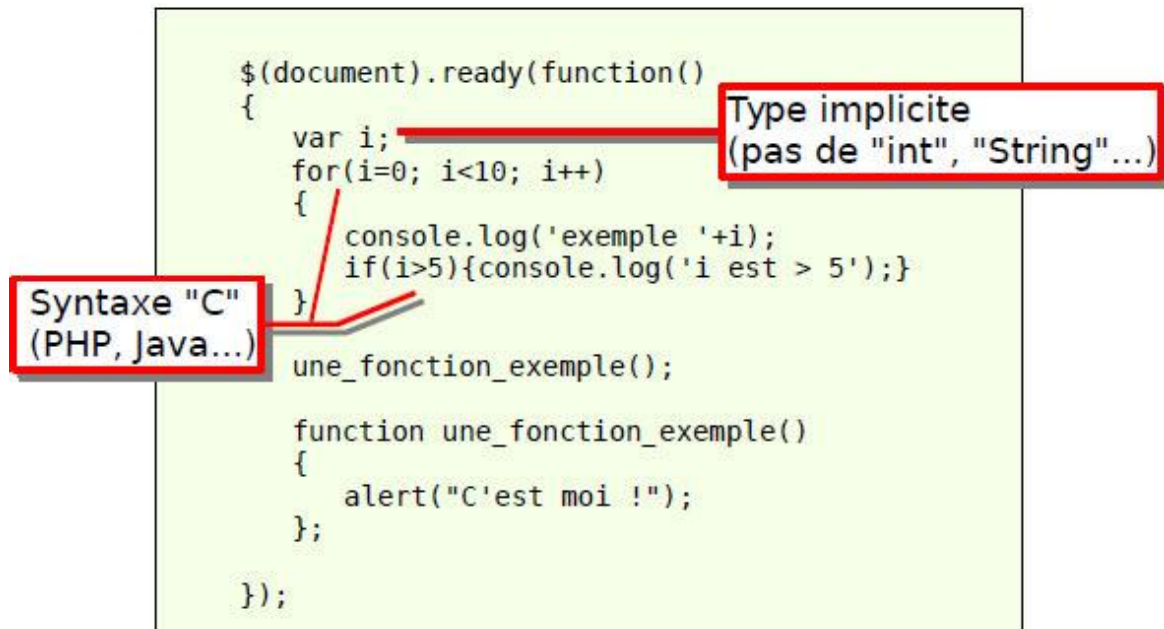 $(document).ready(function()
{
var i;
for(i=0; i<10; i++)
{
console.log('exemple '+i);
if(i>5){console.log('i est > 5');}
}
une_fonction_exemple();
function une_fonction_exemple()
{
alert("C'est moi !");
};
});
Type implicite
(pas de "int", "String"...)
Syntaxe "C"
(PHP, Java...)